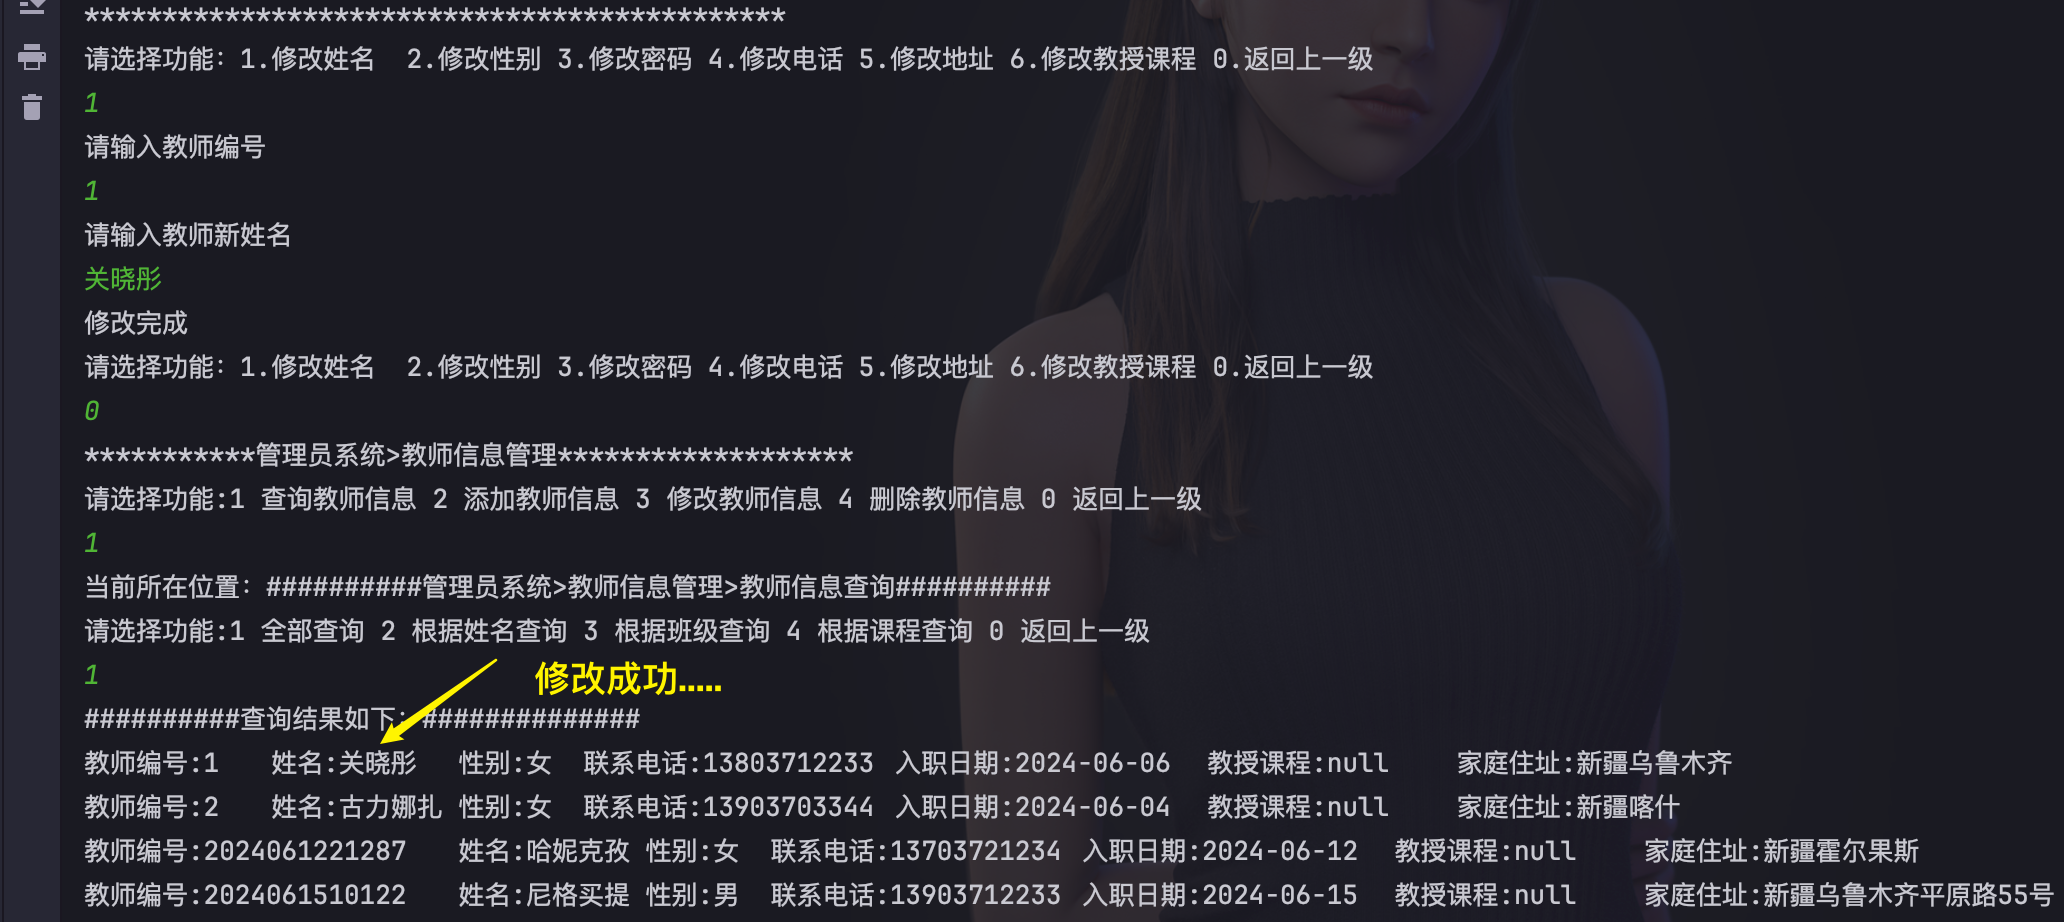 *********************************************
请选择功能：1.修改姓名  2.修改性别 3.修改密码 4.修改电话 5.修改地址 6.修改教授课程 0.返回上一级
1
请输入教师编号
1
请输入教师新姓名
关晓彤
修改完成
请选择功能：1.修改姓名  2.修改性别 3.修改密码 4.修改电话 5.修改地址 6.修改教授课程 0.返回上一级
0
***********管理员系统>教师信息管理*******************
请选择功能:1 查询教师信息 2 添加教师信息 3 修改教师信息 4 删除教师信息 0 返回上一级
1
当前所在位置：##########管理员系统>教师信息管理>教师信息查询##########
请选择功能:1 全部查询 2 根据姓名查询 3 根据班级查询 4 根据课程查询 0 返回上一级
1
修改成功.....
##########查询结果如下：##############
教师编号:1   姓名:关晓彤   性别:女  联系电话:13803712233 入职日期:2024-06-06  教授课程:null    家庭住址:新疆乌鲁木齐
教师编号:2   姓名:古力娜扎 性别:女  联系电话:13903703344 入职日期:2024-06-04  教授课程:null    家庭住址:新疆喀什
教师编号:2024061221287   姓名:哈妮克孜 性别:女  联系电话:13703721234 入职日期:2024-06-12  教授课程:null    家庭住址:新疆霍尔果斯
教师编号:2024061510122   姓名:尼格买提 性别:男  联系电话:13903712233 入职日期:2024-06-15  教授课程:null    家庭住址:新疆乌鲁木齐平原路55号